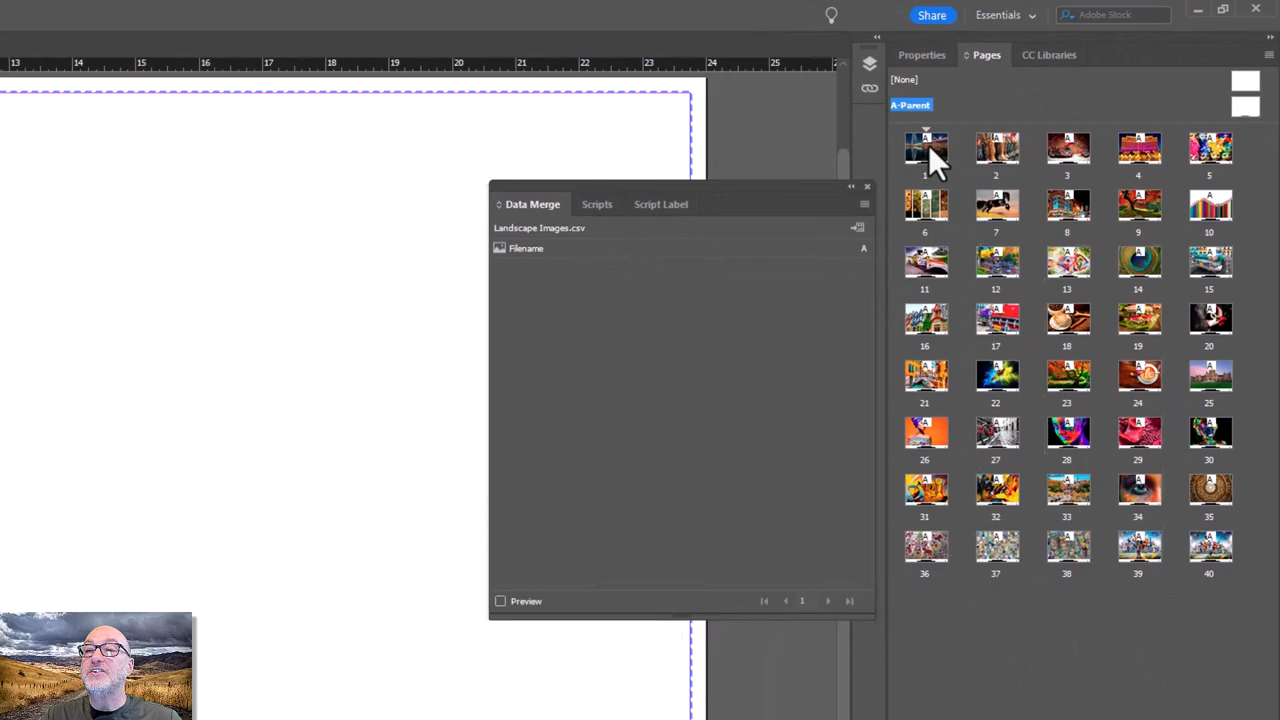 Share
Essentials
Adobe Stock
13 14 15 16 17 18 19 20 21 22 23 24 25
Properties
Pages
CC Libraries
[None]
A-Parent
A A A A A
1 2 3 4 5
A A A A A
6 7 8 9 10
A A A A A
11 12 13 14 15
A A A A A
16 17 18 19 20
A A A A A
21 22 23 24 25
A A A A A
26 27 28 29 30
A A A A A
31 32 33 34 35
A A A A A
36 37 38 39 40
Data Merge
Scripts
Script Label
Landscape Images.csv
Filename
A
Preview
1